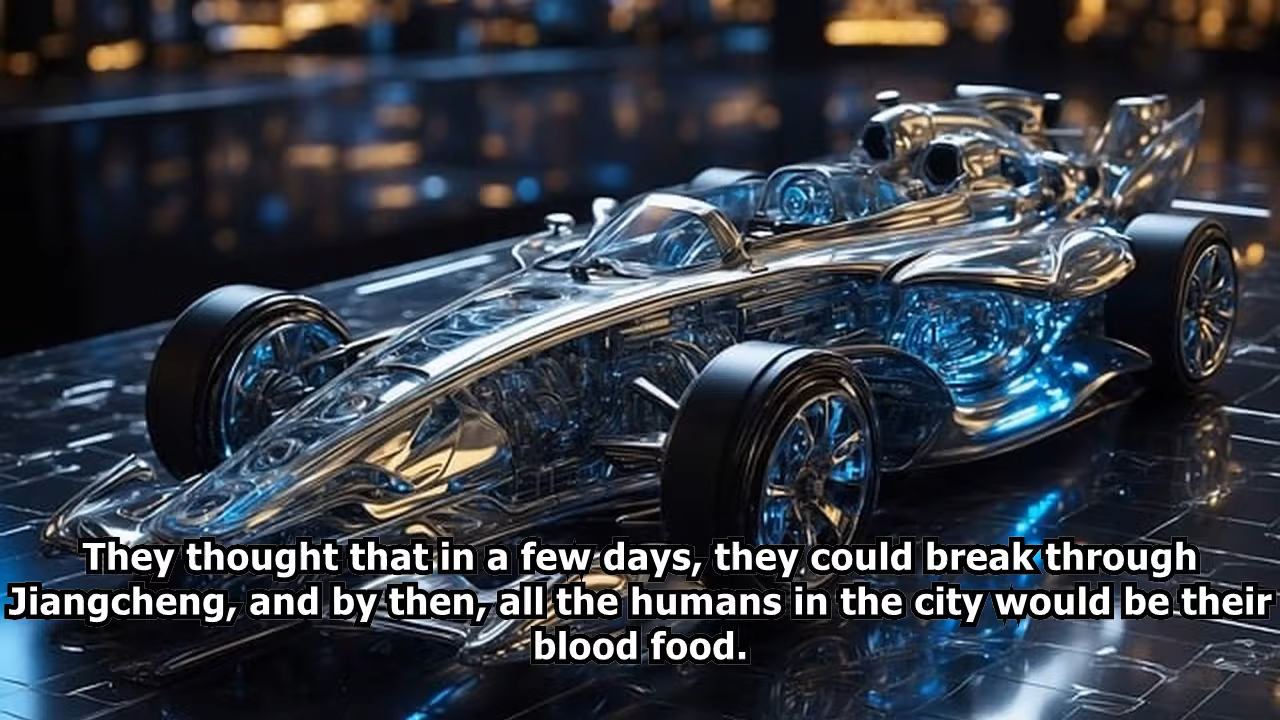 They thought that in a few days, they could break through
Jiangcheng, and by then, all the humans in the city would be their
blood food.